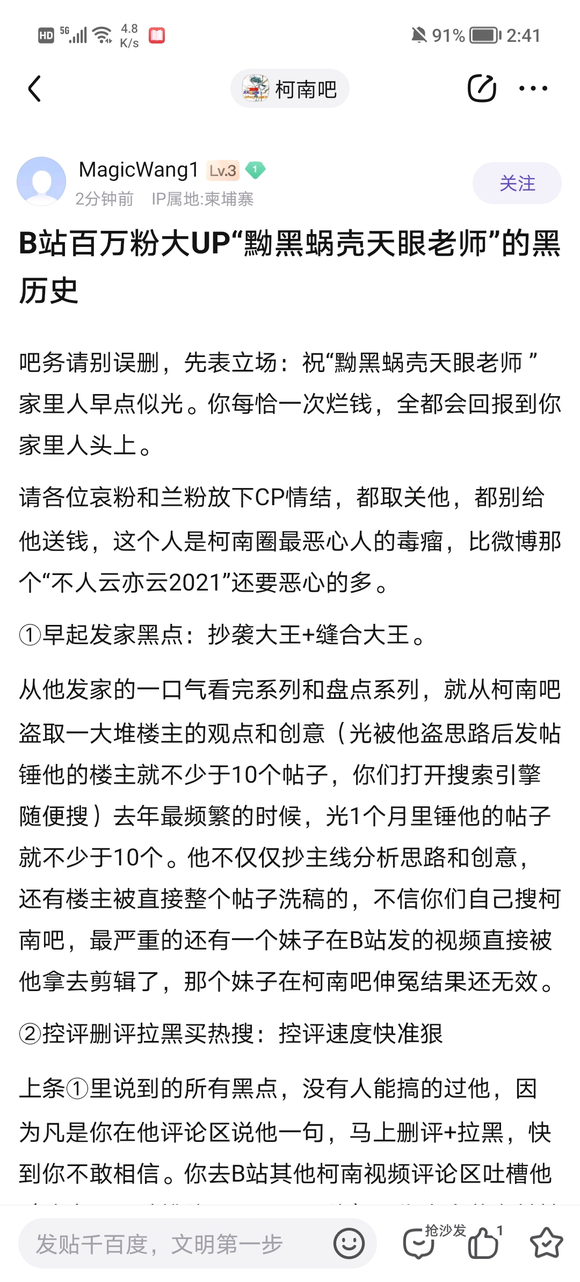 HD 5G 4.8 K/s 91% 2:41
柯南吧
MagicWang1 Lv.3 1
2分钟前 IP属地:柬埔寨
关注
B站百万粉大UP“黝黑蜗壳天眼老师”的黑
历史
吧务请别误删，先表立场：祝“黝黑蜗壳天眼老师 ”
家里人早点似光。你每恰一次烂钱，全都会回报到你
家里人头上。
请各位哀粉和兰粉放下CP情结，都取关他，都别给
他送钱，这个人是柯南圈最恶心人的毒瘤，比微博那
个“不人云亦云2021”还要恶心的多。
①早起发家黑点：抄袭大王+缝合大王。
从他发家的一口气看完系列和盘点系列，就从柯南吧
盗取一大堆楼主的观点和创意（光被他盗思路后发帖
锤他的楼主就不少于10个帖子，你们打开搜索引擎
随便搜）去年最频繁的时候，光1个月里锤他的帖子
就不少于10个。他不仅仅抄主线分析思路和创意，
还有楼主被直接整个帖子洗稿的，不信你们自己搜柯
南吧，最严重的还有一个妹子在B站发的视频直接被
他拿去剪辑了，那个妹子在柯南吧伸冤结果还无效。
②控评删评拉黑买热搜：控评速度快准狠
上条①里说到的所有黑点，没有人能搞的过他，因
为凡是你在他评论区说他一句，马上删评+拉黑，快
到你不敢相信。你去B站其他柯南视频评论区吐槽他
发贴千百度，文明第一步
抢沙发
1